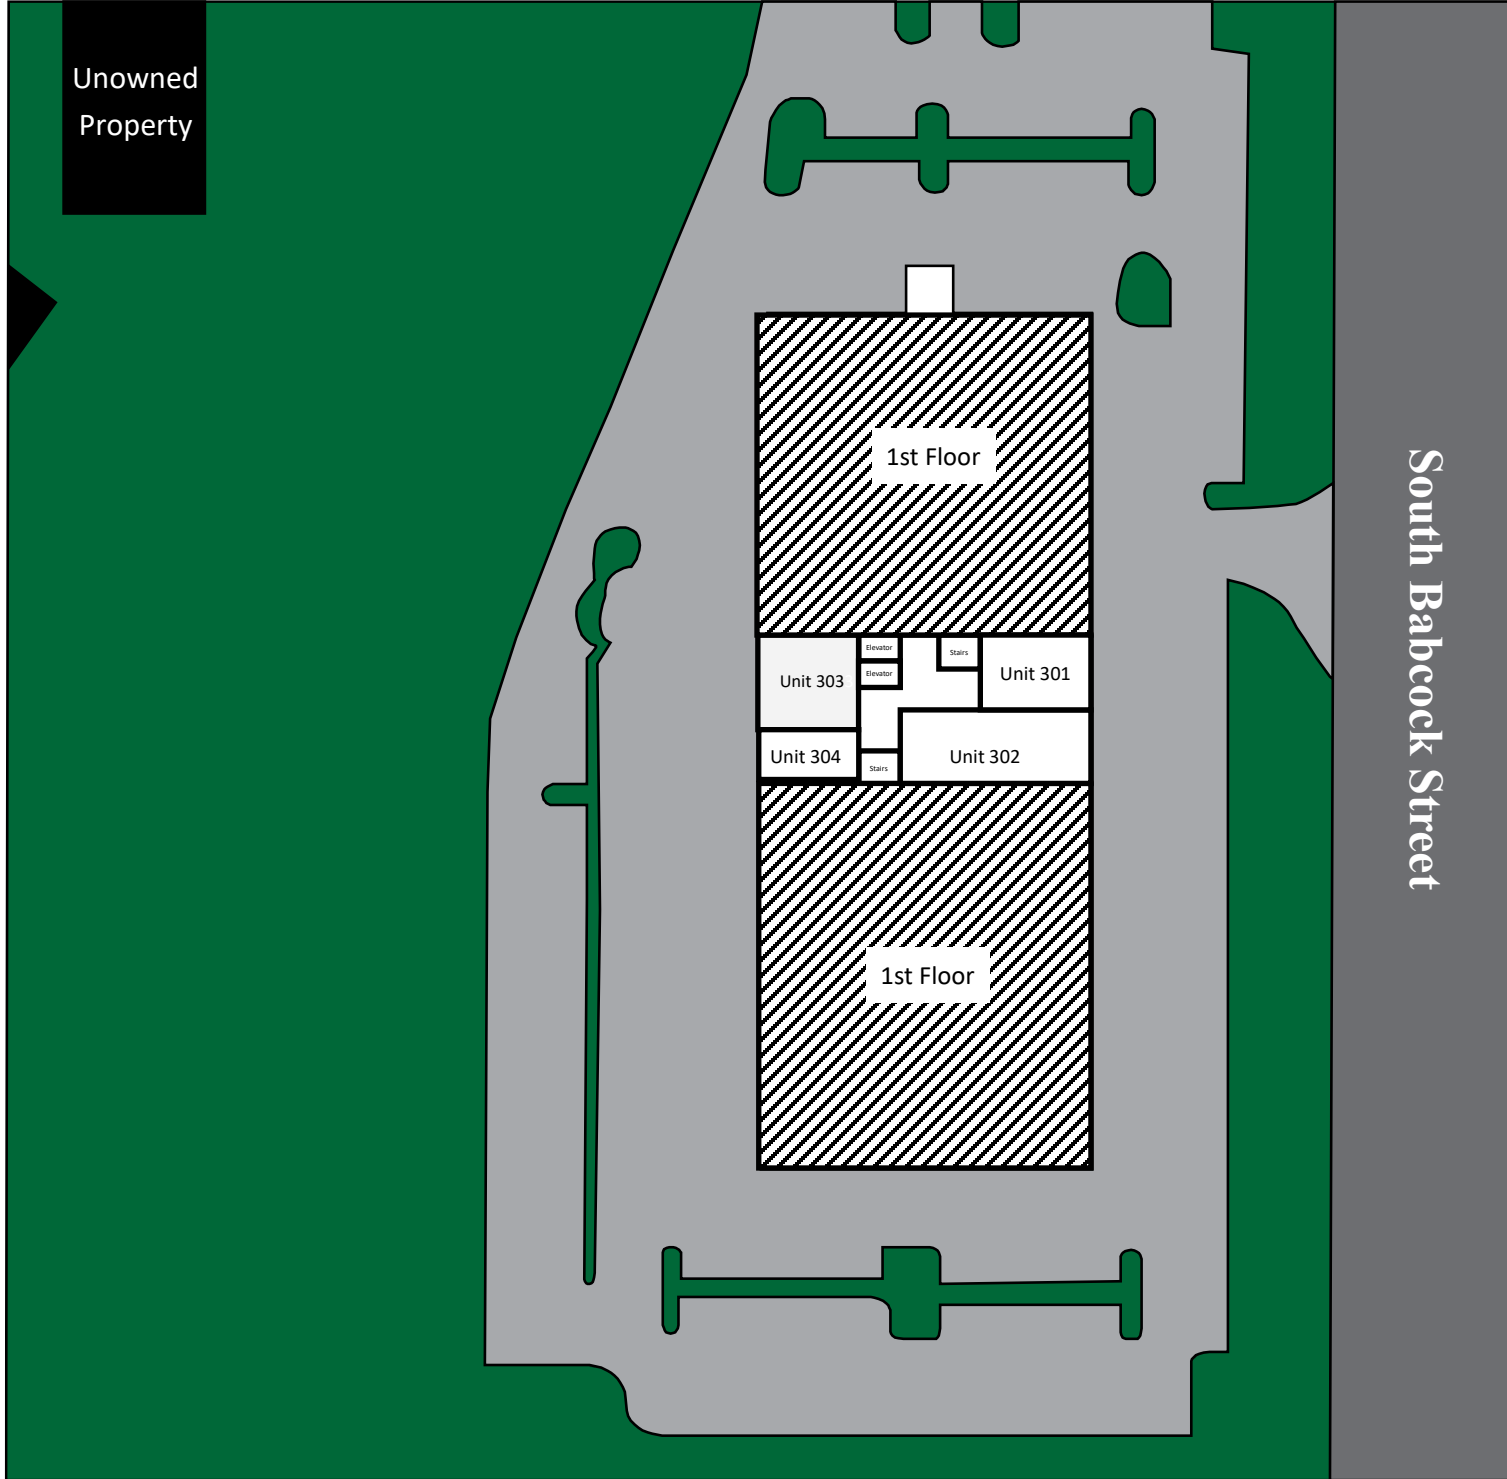 Unowned
Property
1st Floor
South Babcock Street
Elevator
Stairs
Elevator
Unit 301
Unit 303
Unit 304
Unit 302
Stairs
1st Floor